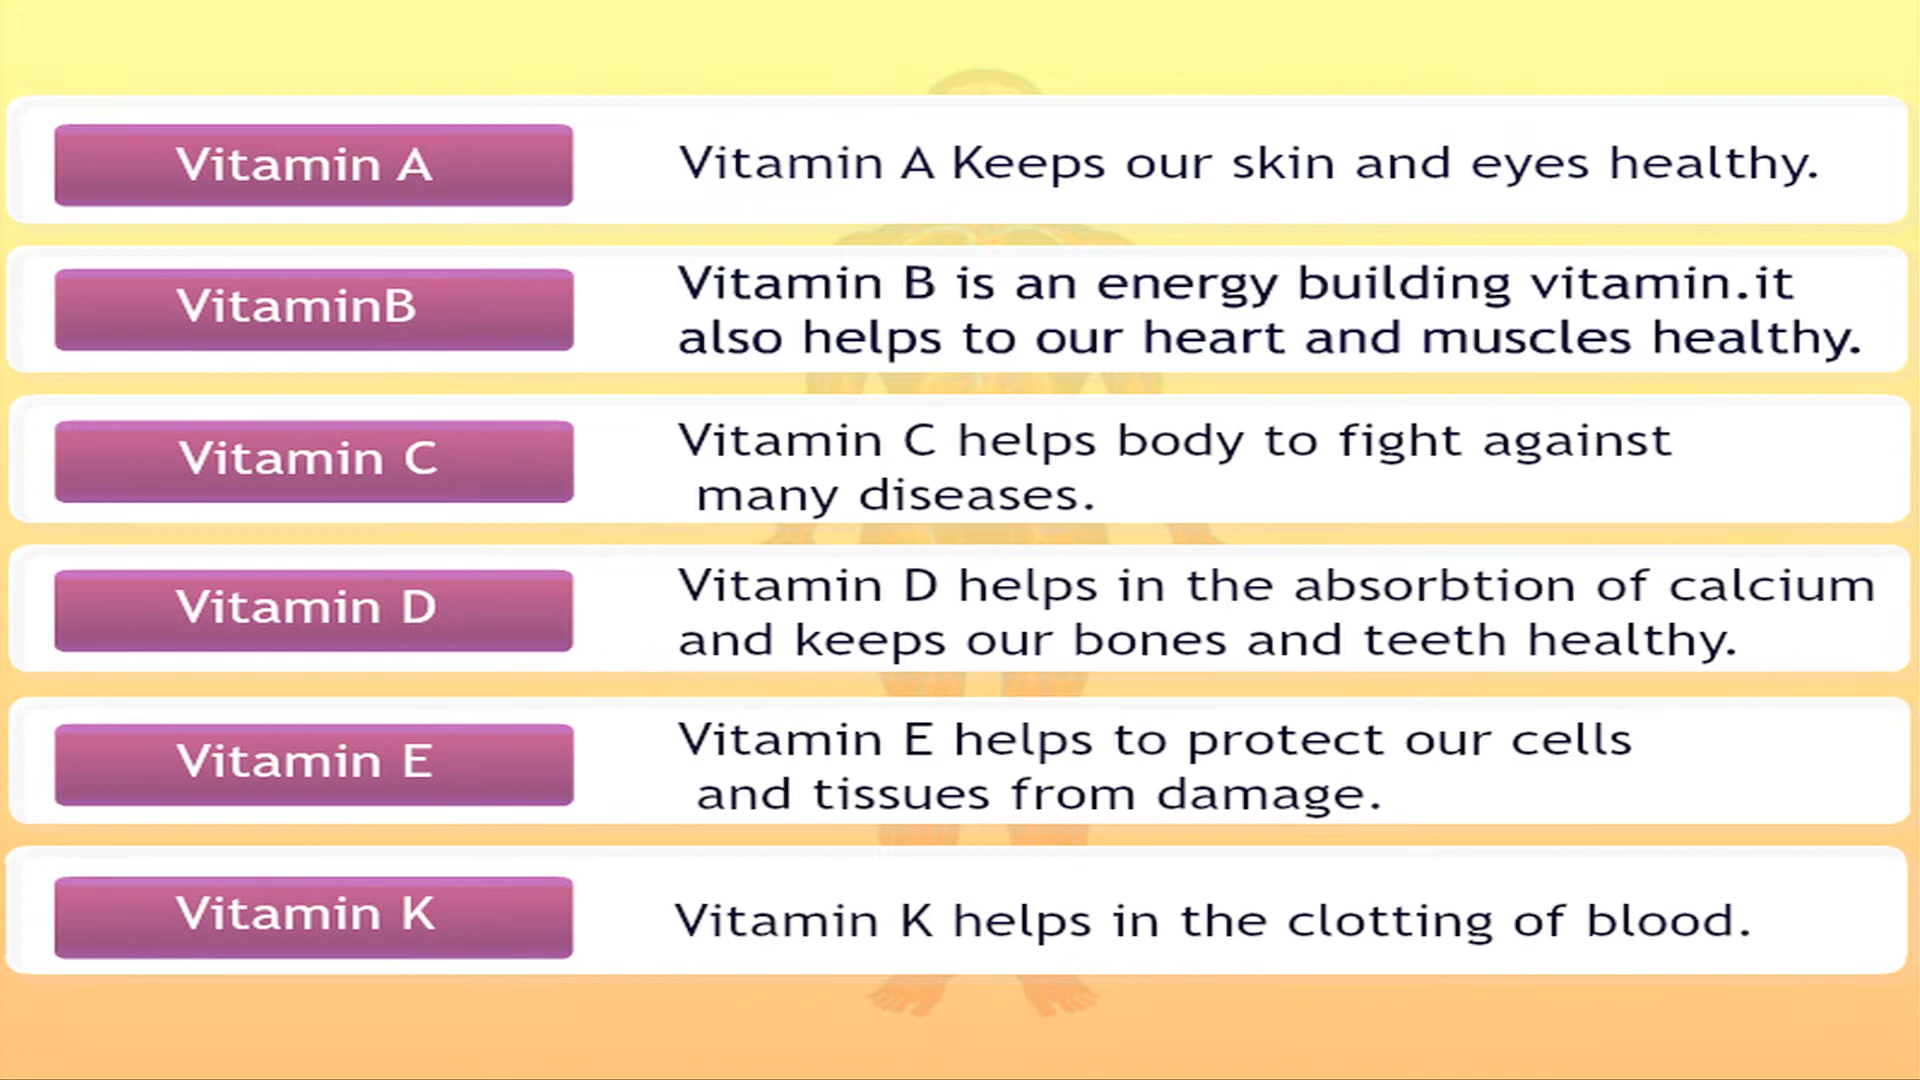 Vitamin A
Vitamin A Keeps our skin and eyes healthy.
VitaminB
Vitamin B is an energy building vitamin.it
also helps to our heart and muscles healthy.
Vitamin C
Vitamin C helps body to fight against
many diseases.
Vitamin D
Vitamin D helps in the absorbtion of calcium
and keeps our bones and teeth healthy.
Vitamin E
Vitamin E helps to protect our cells
and tissues from damage.
Vitamin K
Vitamin K helps in the clotting of blood.